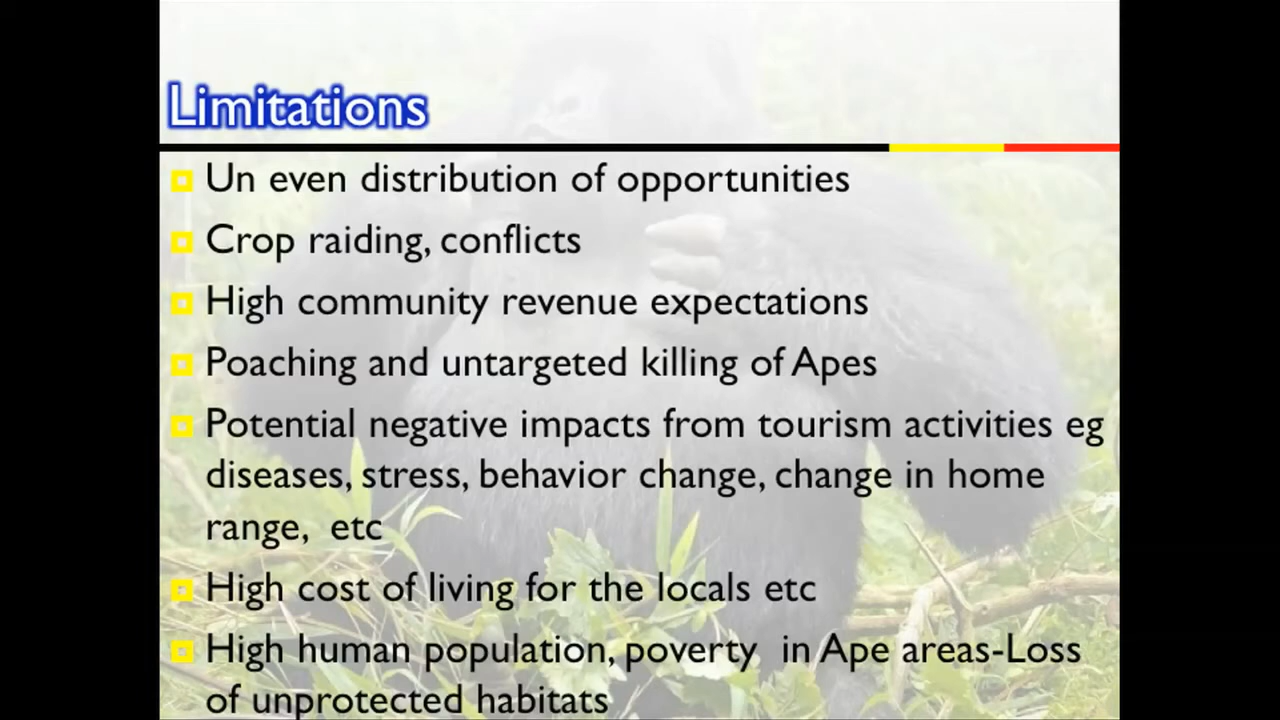 Limitations
Un even distribution of opportunities
Crop raiding, conflicts
High community revenue expectations
Poaching and untargeted killing of Apes
Potential negative impacts from tourism activities eg
diseases, stress, behavior change, change in home
range,  etc
High cost of living for the locals etc
High human population, poverty  in Ape areas-Loss
of unprotected habitats